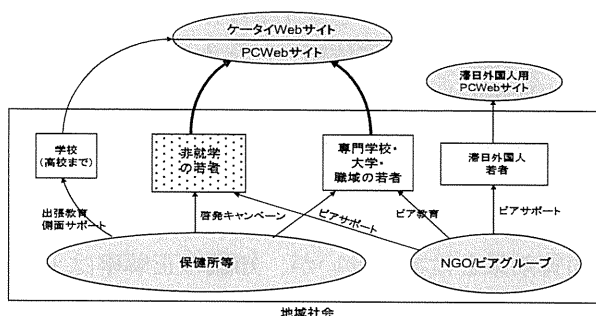 ケータイWebサイト
PCWebサイト
滞日外国人用
PCWebサイト
学校
(高校まで)
非就学
の若者
専門学校・
大学・
職域の若者
滞日外国人
若者
出張教育
側面サポート
啓発キャンペーン
ピアサポート
ピア教育
ピアサポート
保健所等
NGO/ピアグループ
地域社会